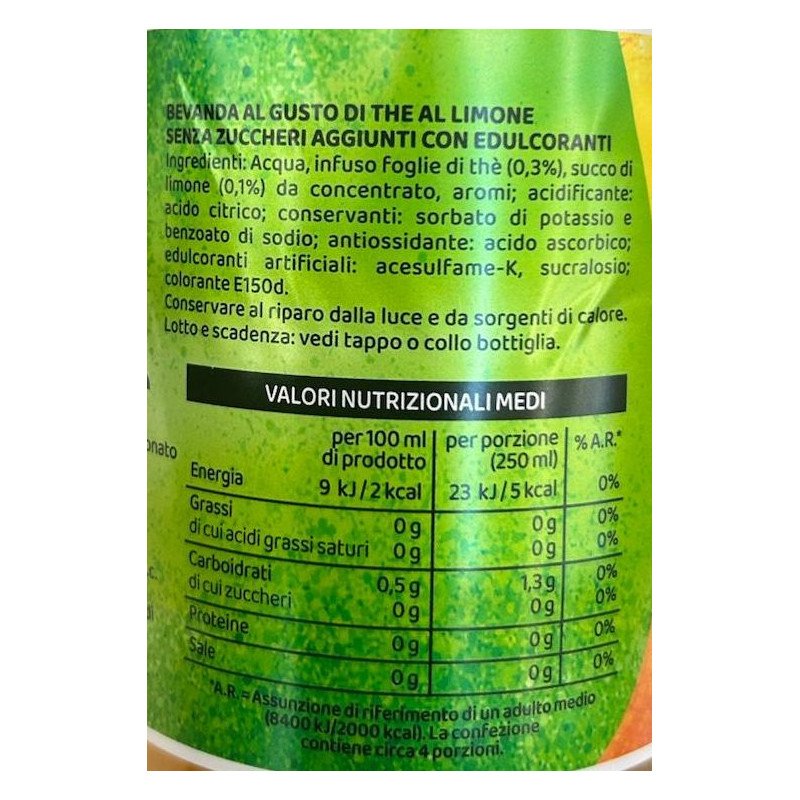 BEVANDA AL GUSTO DI THE AL LIMONE
SENZA ZUCCHERI AGGIUNTI CON EDULCORANTI
Ingredienti: Acqua, infuso foglie di thè (0,3%), succo di
limone (0,1%) da concentrato, aromi; acidificante:
acido citrico; conservanti: sorbato di potassio e
benzoato di sodio; antiossidante: acido ascorbico;
edulcoranti artificiali: acesulfame-K, sucralosio;
colorante E150d.
Conservare al riparo dalla luce e da sorgenti di calore.
Lotto e scadenza: vedi tappo o collo bottiglia.
VALORI NUTRIZIONALI MEDI
per 100 ml di prodotto per porzione (250 ml) % A.R.*
Energia 9 kJ/2 kcal 23 kJ/5 kcal 0%
Grassi 0 g 0 g 0%
di cui acidi grassi saturi 0 g 0 g 0%
Carboidrati 0,5 g 1,3 g 0%
di cui zuccheri 0 g 0 g 0%
Proteine 0 g 0 g 0%
Sale 0 g 0 g 0%
*A.R. = Assunzione di riferimento di un adulto medio
(8400 kJ/2000 kcal). La confezione
contiene circa 4 porzioni.